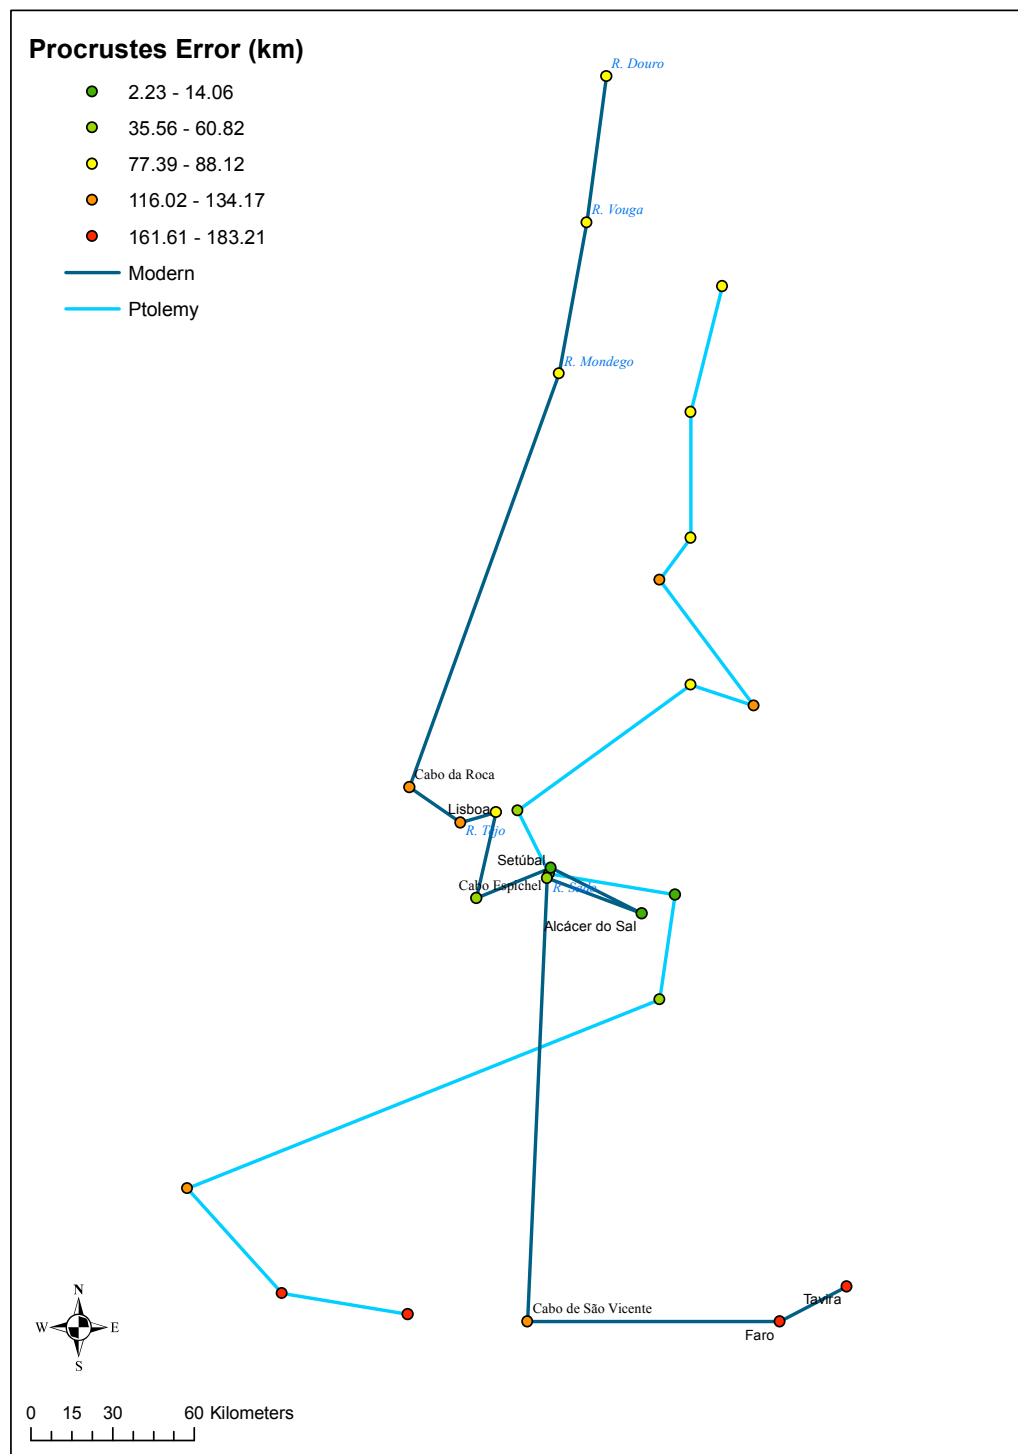 Procrustes Error (km)
2.23 - 14.06
35.56 - 60.82
77.39 - 88.12
116.02 - 134.17
161.61 - 183.21
Modern
Ptolemy
R. Douro
R. Vouga
R. Mondego
Cabo da Roca
Lisboa
R. Tejo
Setúbal
Cabo Espichel
R. Sado
Alcácer do Sal
Cabo de São Vicente
Tavira
Faro
N
W E
S
0 15 30 60 Kilometers